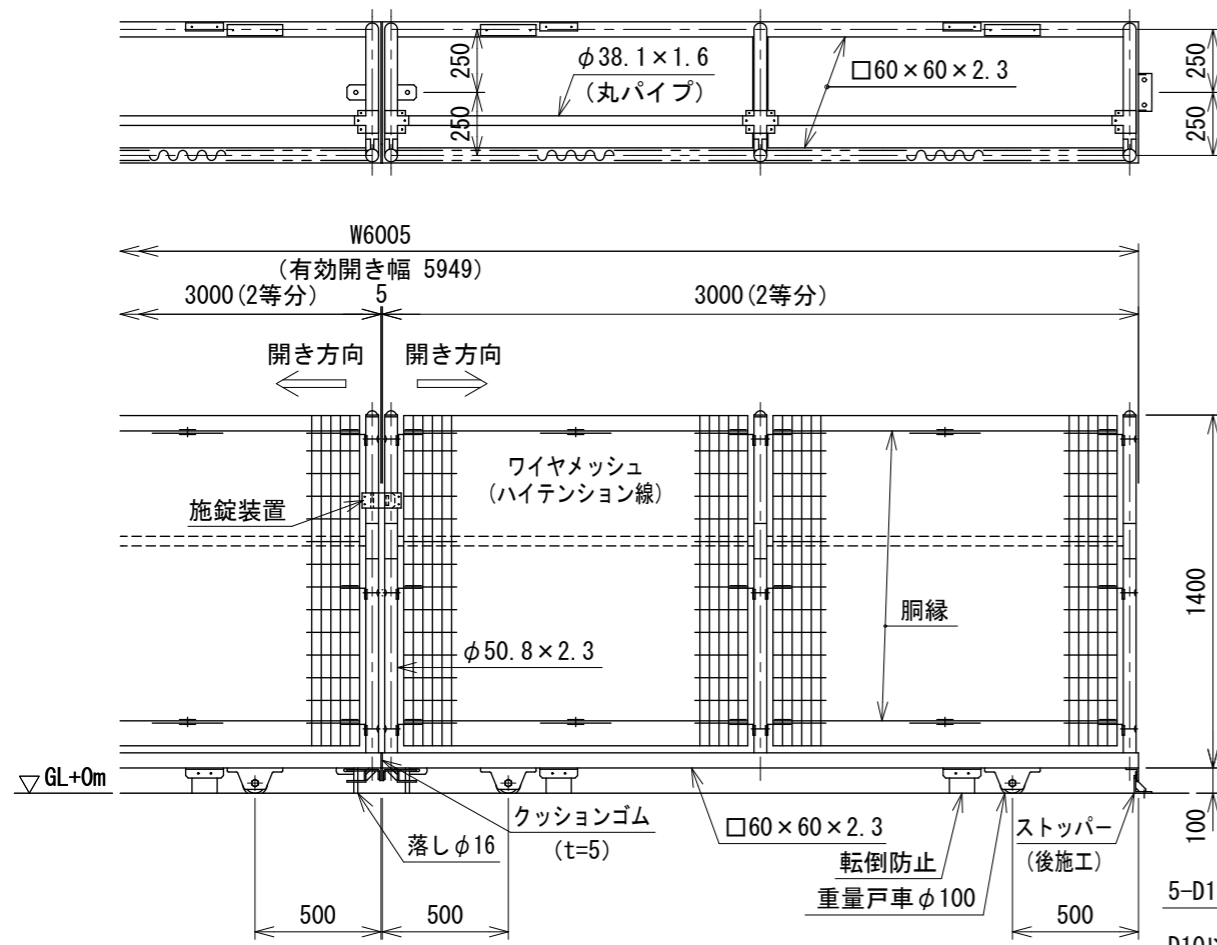 250
250
φ38.1×1.6
(丸パイプ)
□60×60×2.3
250
250
W6005
(有効開き幅 5949)
3000(2等分)
5
3000(2等分)
開き方向
開き方向
ワイヤメッシュ
(ハイテンション線)
施錠装置
胴縁
1400
φ50.8×2.3
GL+0m
クッションゴム
(t=5)
□60×60×2.3
ストッパー
(後施工)
100
落しφ16
転倒防止
重量戸車φ100
5-D1
500
500
500